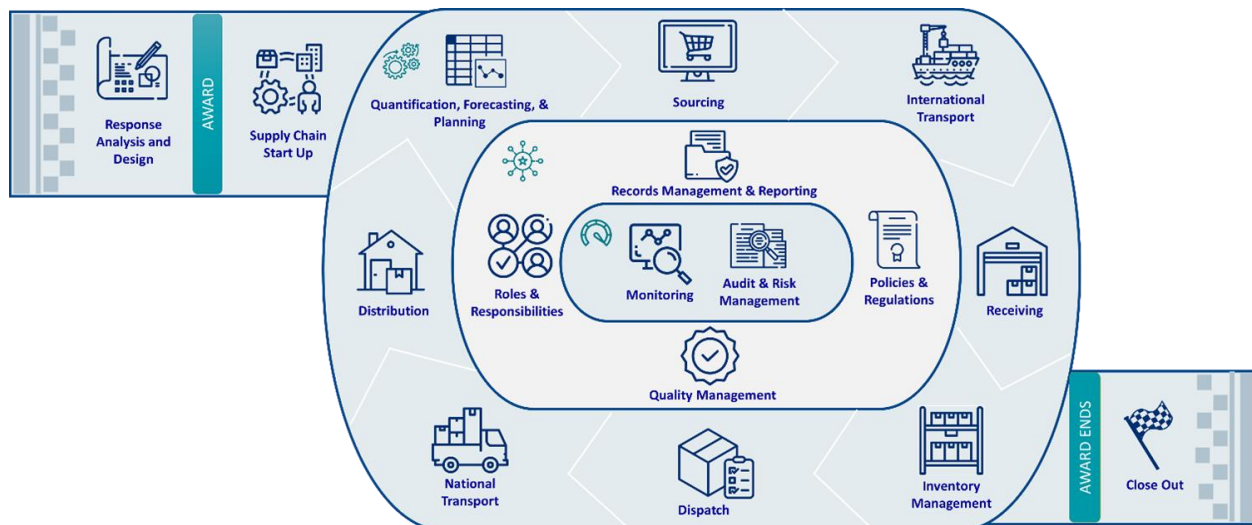 Response
Analysis and
Design
AWARD
Supply Chain
Start Up
Quantification, Forecasting, &
Planning
Sourcing
International
Transport
Records Management & Reporting
Roles &
Responsibilities
Monitoring
Audit & Risk
Management
Policies &
Regulations
Distribution
Receiving
Quality Management
National
Transport
Dispatch
Inventory
Management
AWARD ENDS
Close Out